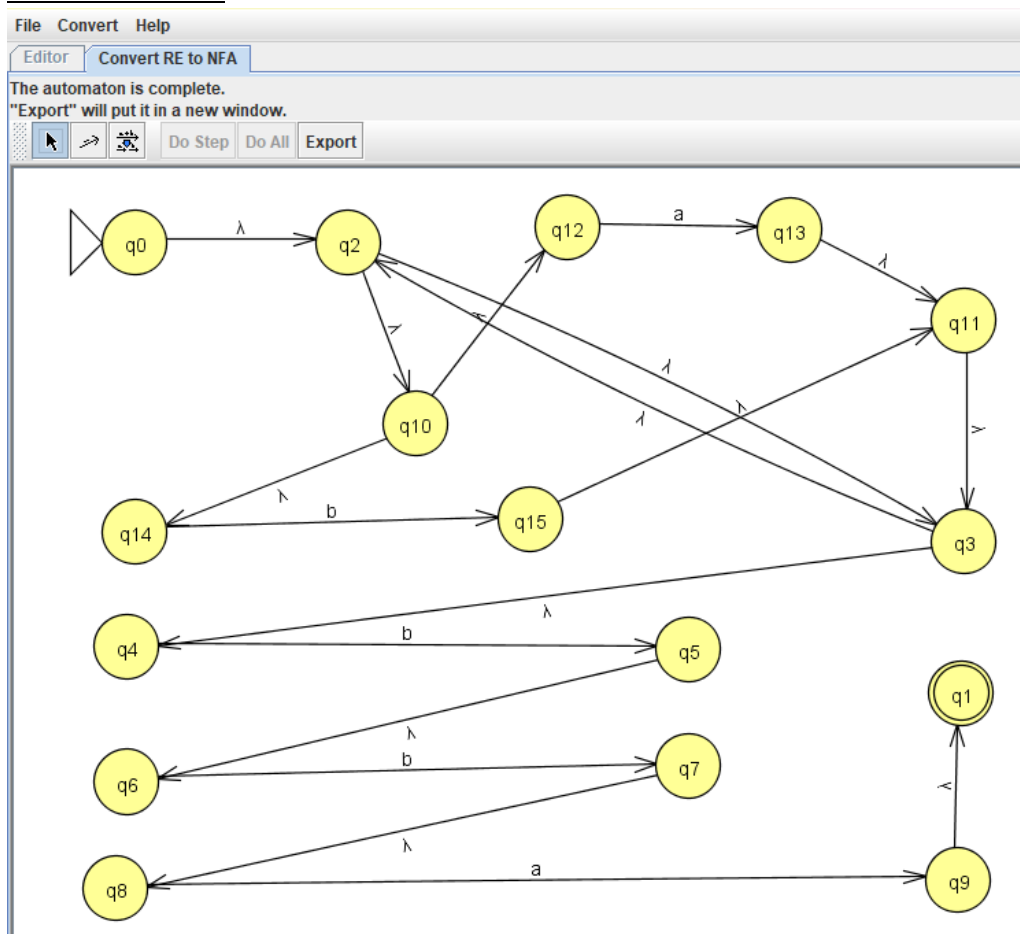 File Convert Help
Editor Convert RE to NFA
The automaton is complete.
"Export" will put it in a new window.
Do Step Do All Export
q0 λ q2 q12 a q13
λ
q11
λ λ λ
λ λ
q10
λ
λ
q14 b q15
q3
λ
q4 b q5
q1
λ
q6 b q7
λ
λ
q8 a q9